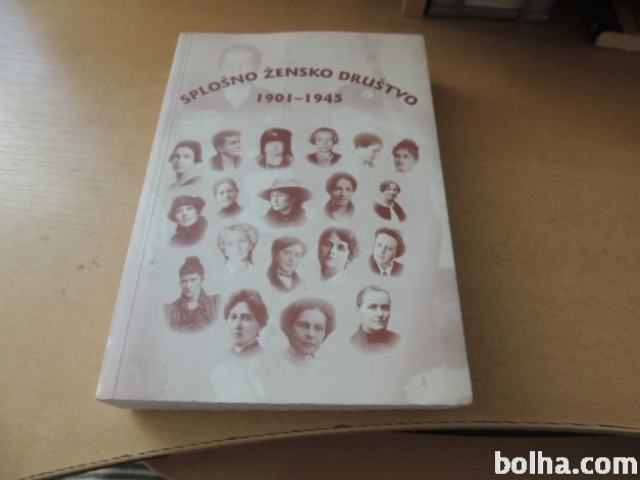 SPLOŠNO ŽENSKO DRUŠTVO
1901-1945
bolha.com